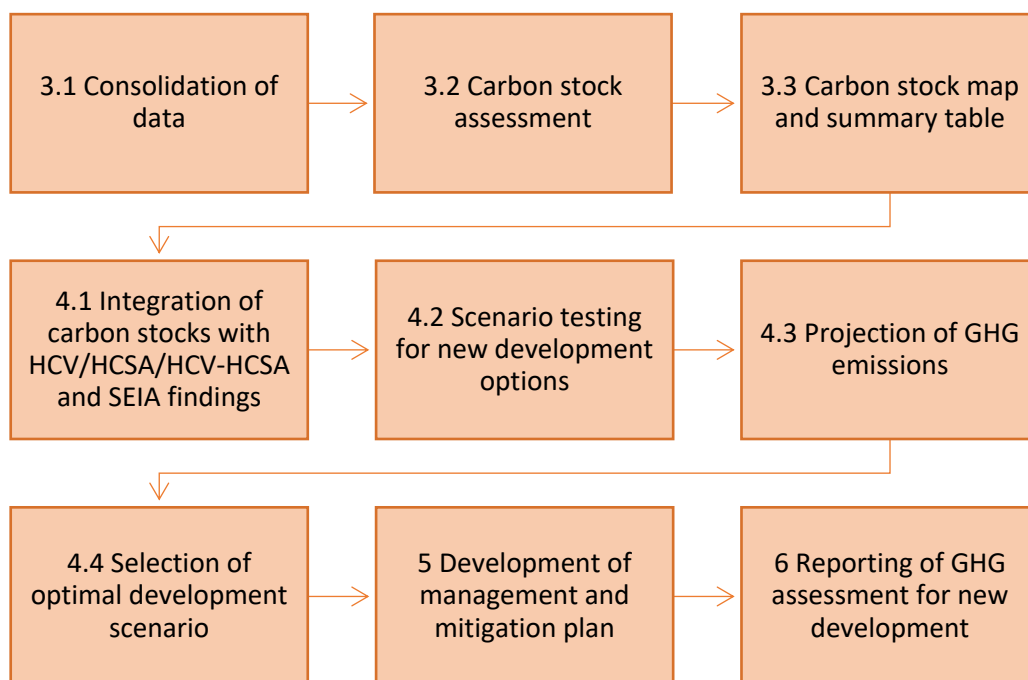 3.1 Consolidation of
data
3.2 Carbon stock
assessment
3.3 Carbon stock map
and summary table
4.1 Integration of
carbon stocks with
HCV/HCSA/HCV-HCSA
and SEIA findings
4.2 Scenario testing
for new development
options
4.3 Projection of GHG
emissions
4.4 Selection of
optimal development
scenario
5 Development of
management and
mitigation plan
6 Reporting of GHG
assessment for new
development